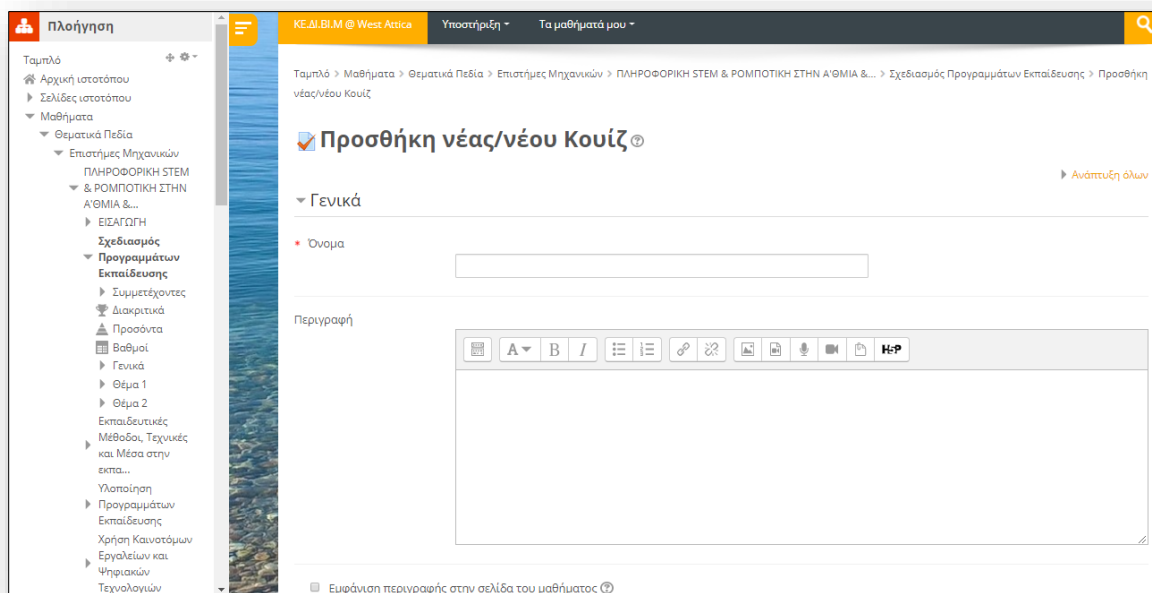 Πλοήγηση
Ταμπλό
Αρχική ιστοτόπου
Σελίδες ιστοτόπου
Μαθήματα
Θεματικά Πεδία
Επιστήμες Μηχανικών
ΠΛΗΡΟΦΟΡΙΚΗ STEM
& ΡΟΜΠΟΤΙΚΗ ΣΤΗΝ
Α'ΘΜΙΑ &...
ΕΙΣΑΓΩΓΗ
Σχεδιασμός
Προγραμμάτων
Εκπαίδευσης
Συμμετέχοντες
Διακριτικά
Προσόντα
Βαθμοί
Γενικά
Θέμα 1
Θέμα 2
Εκπαιδευτικές
Μέθοδοι, Τεχνικές
και Μέσα στην
εκπα...
Υλοποίηση
Προγραμμάτων
Εκπαίδευσης
Χρήση Καινοτόμων
Εργαλείων και
Ψηφιακών
Τεχνολογιών
ΚΕ.ΔΙ.ΒΙ.Μ @ West Attica
Υποστήριξη
Τα μαθήματά μου
Ταμπλό > Μαθήματα > Θεματικά Πεδία > Επιστήμες Μηχανικών > ΠΛΗΡΟΦΟΡΙΚΗ STEM & ΡΟΜΠΟΤΙΚΗ ΣΤΗΝ Α'ΘΜΙΑ &... > Σχεδιασμός Προγραμμάτων Εκπαίδευσης > Προσθήκη
νέας/νέου Κουίζ
Προσθήκη νέας/νέου Κουίζ
Ανάπτυξη όλων
Γενικά
* Όνομα
Περιγραφή
A B I H5P
Εμφάνιση περιγραφής στην σελίδα του μαθήματος